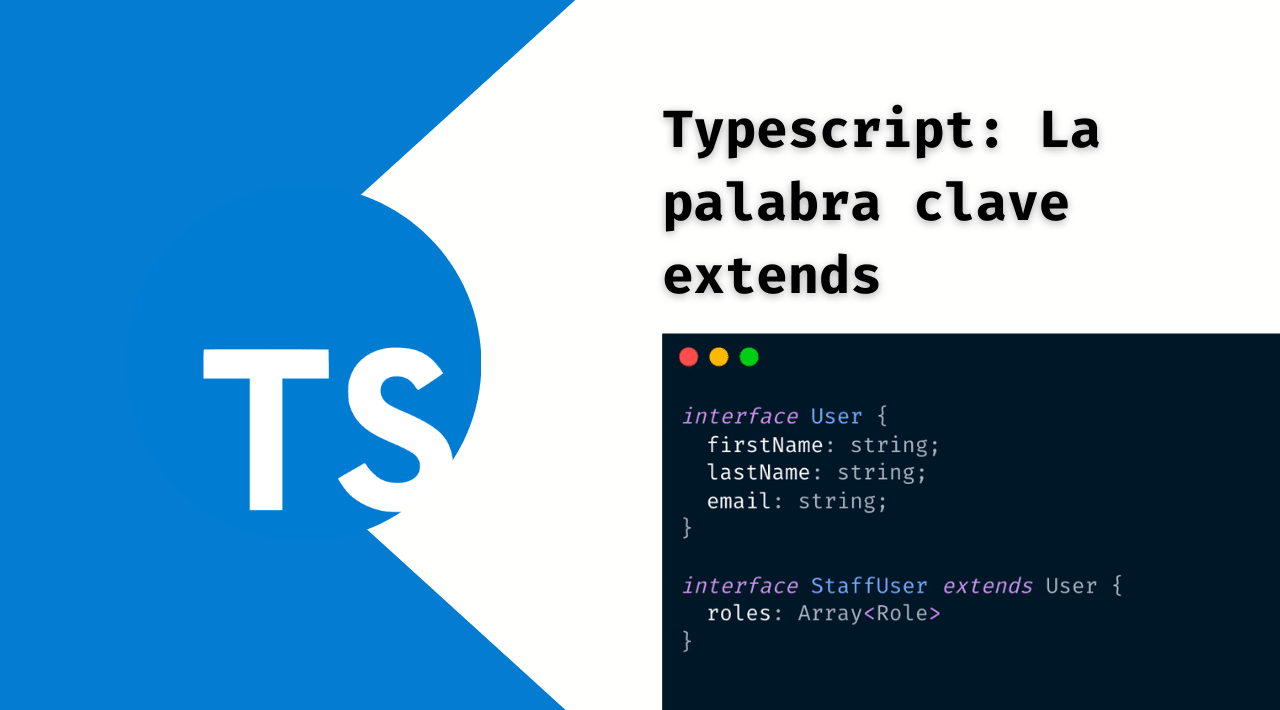 TS
Typescript: La
palabra clave
extends
interface User {
  firstName: string;
  lastName: string;
  email: string;
}
interface StaffUser extends User {
  roles: Array<Role>
}